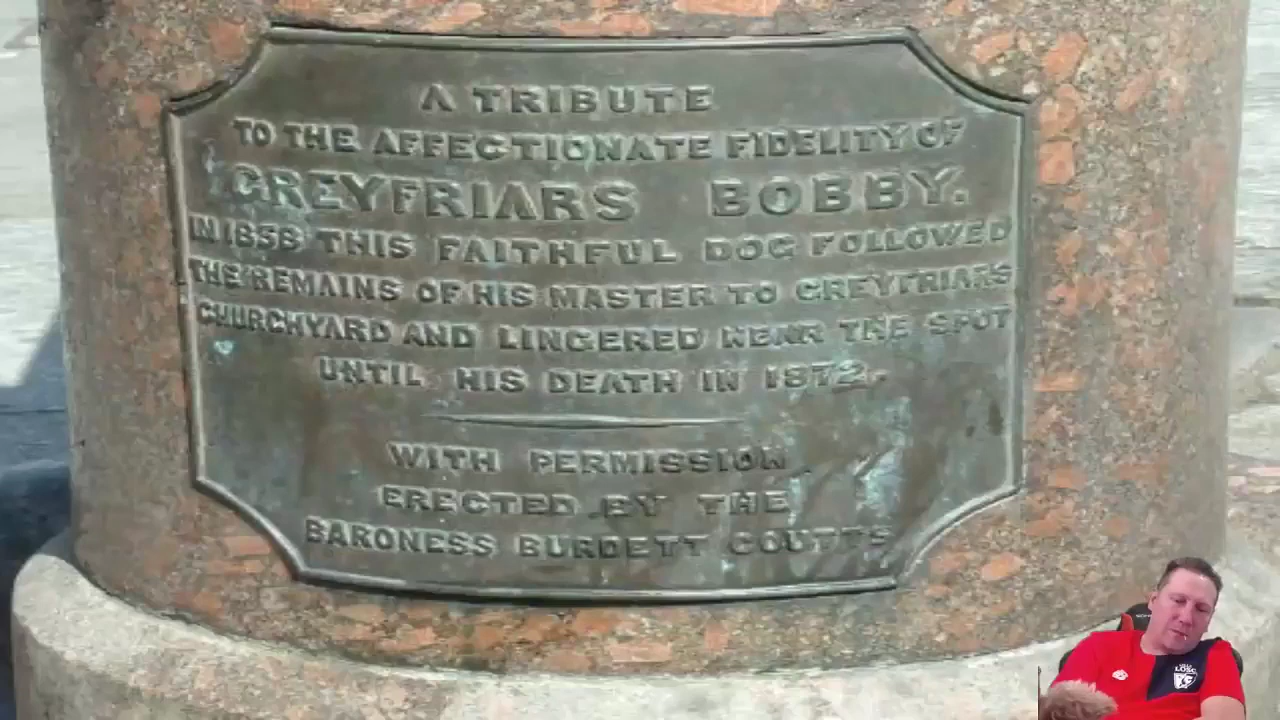 A TRIBUTE
TO THE AFFECTIONATE FIDELITY OF
GREYFRIARS BOBBY.
IN 1858 THIS FAITHFUL DOG FOLLOWED
THE REMAINS OF HIS MASTER TO GREYFRIARS
CHURCHYARD AND LINGERED NEAR THE SPOT
UNTIL HIS DEATH IN 1872.
WITH PERMISSION
ERECTED BY THE
BARONESS BURDETT COUTTS
LOSC